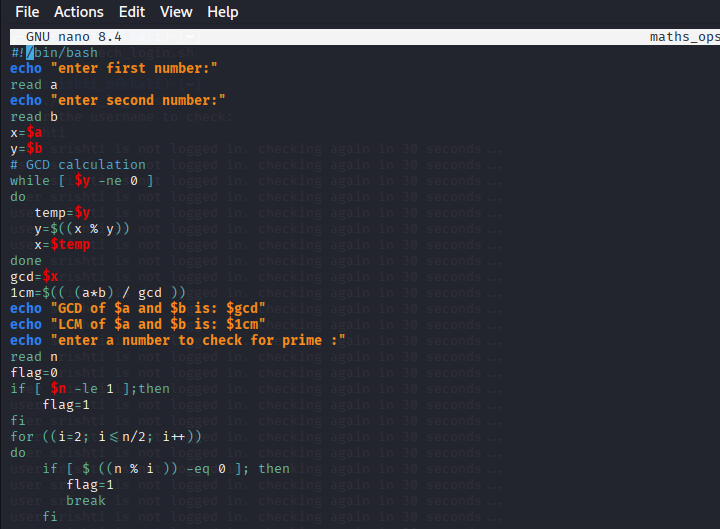 File Actions Edit View Help
GNU nano 8.4 maths_ops
#!/bin/bash
echo "enter first number:"
read a
echo "enter second number:"
read b
x=$a
y=$b
# GCD calculation
while [ $y -ne 0 ]
do
   temp=$y
   y=$((x % y))
   x=$temp
done
gcd=$x
1cm=$(( (a*b) / gcd ))
echo "GCD of $a and $b is: $gcd"
echo "LCM of $a and $b is: $1cm"
echo "enter a number to check for prime :"
read n
flag=0
if [ $n -le 1 ];then
    flag=1
fi
for ((i=2; i<=n/2; i++))
do
    if [ $ ((n % i )) -eq 0 ]; then
       flag=1
       break
    fi